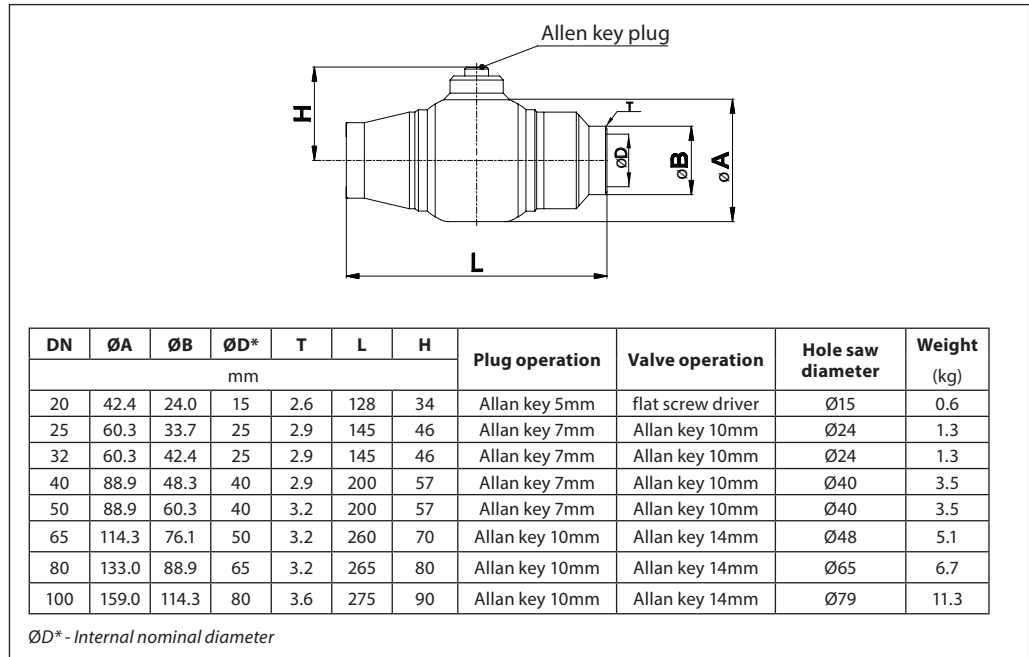 Allen key plug
H
T
ØD
ØB
ØA
L
DN ØA ØB ØD* T L H Plug operation Valve operation Hole saw diameter Weight
mm (kg)
20 42.4 24.0 15 2.6 128 34 Allan key 5mm flat screw driver Ø15 0.6
25 60.3 33.7 25 2.9 145 46 Allan key 7mm Allan key 10mm Ø24 1.3
32 60.3 42.4 25 2.9 145 46 Allan key 7mm Allan key 10mm Ø24 1.3
40 88.9 48.3 40 2.9 200 57 Allan key 7mm Allan key 10mm Ø40 3.5
50 88.9 60.3 40 3.2 200 57 Allan key 7mm Allan key 10mm Ø40 3.5
65 114.3 76.1 50 3.2 260 70 Allan key 10mm Allan key 14mm Ø48 5.1
80 133.0 88.9 65 3.2 265 80 Allan key 10mm Allan key 14mm Ø65 6.7
100 159.0 114.3 80 3.6 275 90 Allan key 10mm Allan key 14mm Ø79 11.3
ØD* - Internal nominal diameter